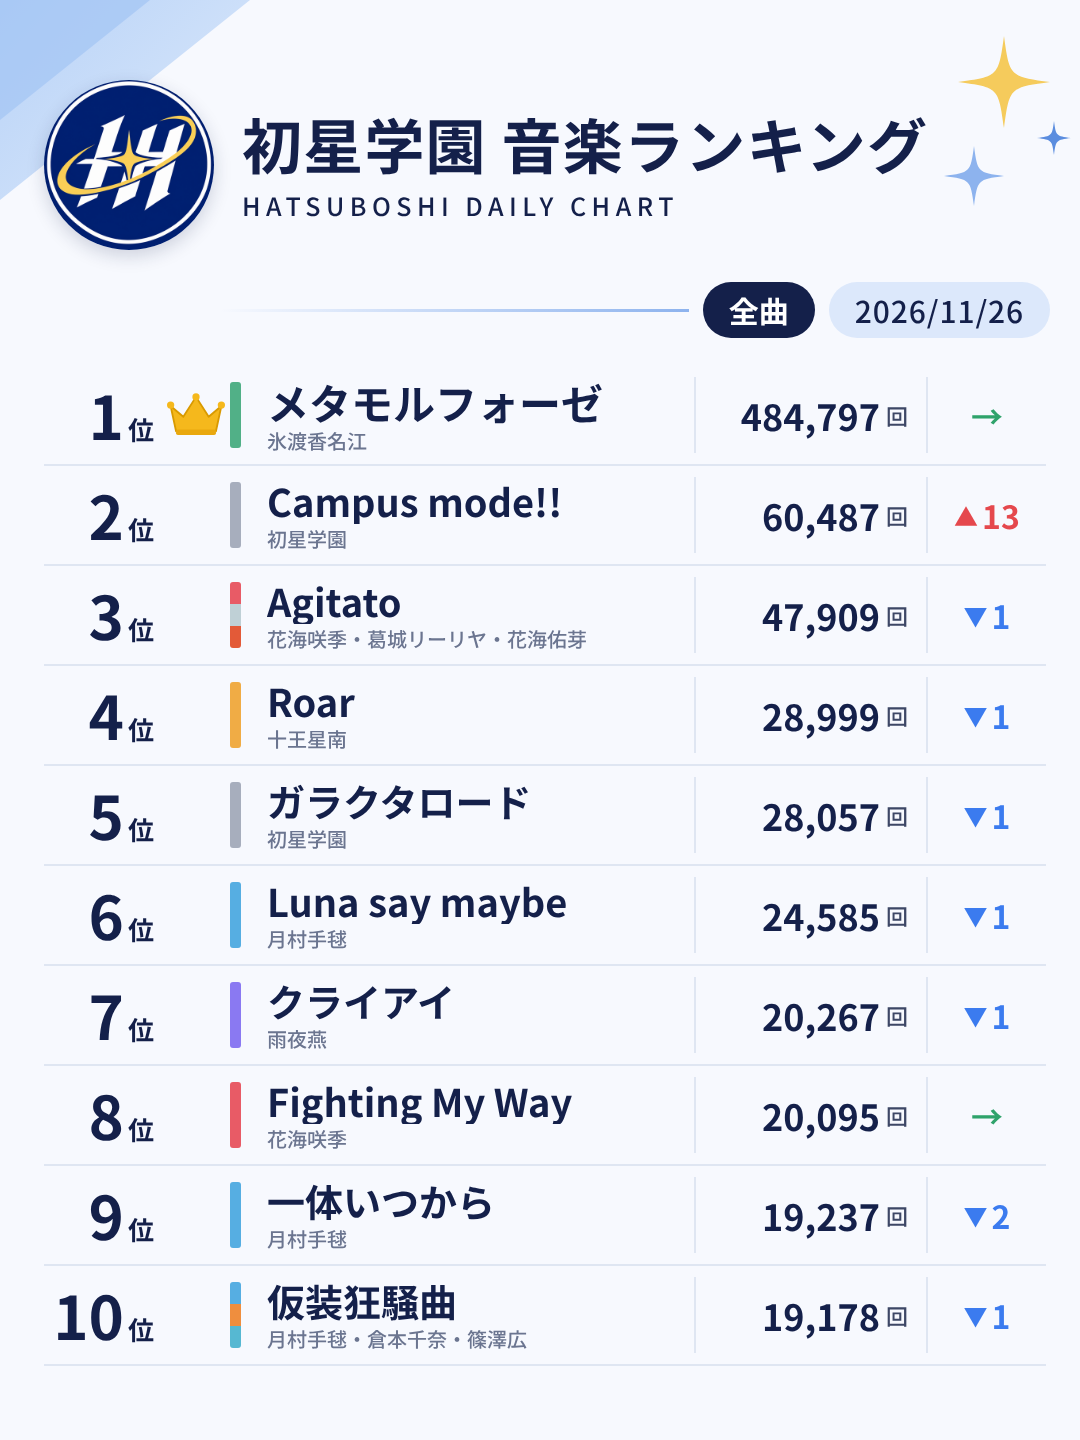 初星学園 音楽ランキング
HATSUBOSHI DAILY CHART
全曲 2026/11/26
1位 メタモルフォーゼ 484,797回 →
氷渡香名江
2位 Campus mode!! 60,487回 ▲13
初星学園
3位 Agitato 47,909回 ▼1
花海咲季・葛城リーリヤ・花海佑芽
4位 Roar 28,999回 ▼1
十王星南
5位 ガラクタロード 28,057回 ▼1
初星学園
6位 Luna say maybe 24,585回 ▼1
月村手毬
7位 クライアイ 20,267回 ▼1
雨夜燕
8位 Fighting My Way 20,095回 →
花海咲季
9位 一体いつから 19,237回 ▼2
月村手毬
10位 仮装狂騒曲 19,178回 ▼1
月村手毬・倉本千奈・篠澤広